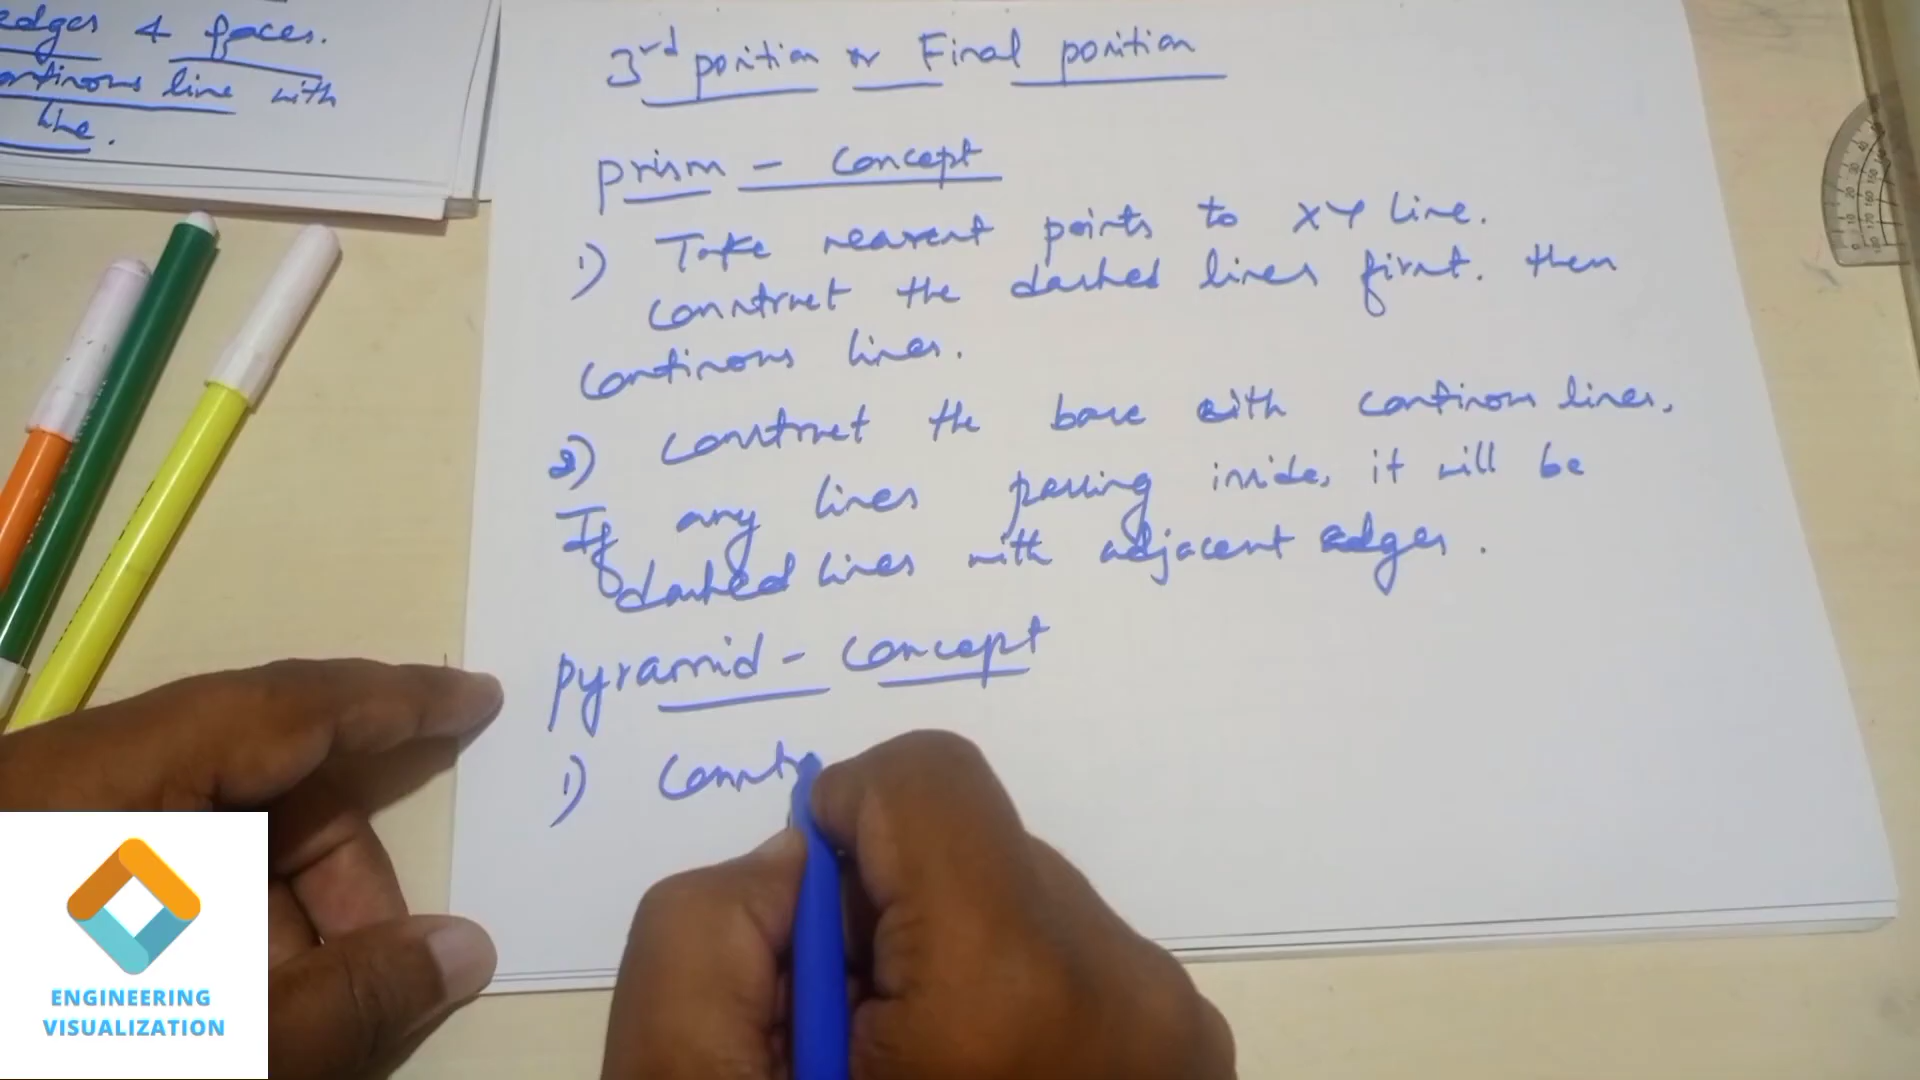 edges & faces.
line with
line.
3rd position or Final position
prism - concept
1) Take nearest points to XY line.
construct the dashed lines first. then
continous lines.
2) construct the base with continous lines.
If any lines passing inside, it will be
dashed lines with adjacent edges.
pyramid - concept
1) Constr
ENGINEERING
VISUALIZATION